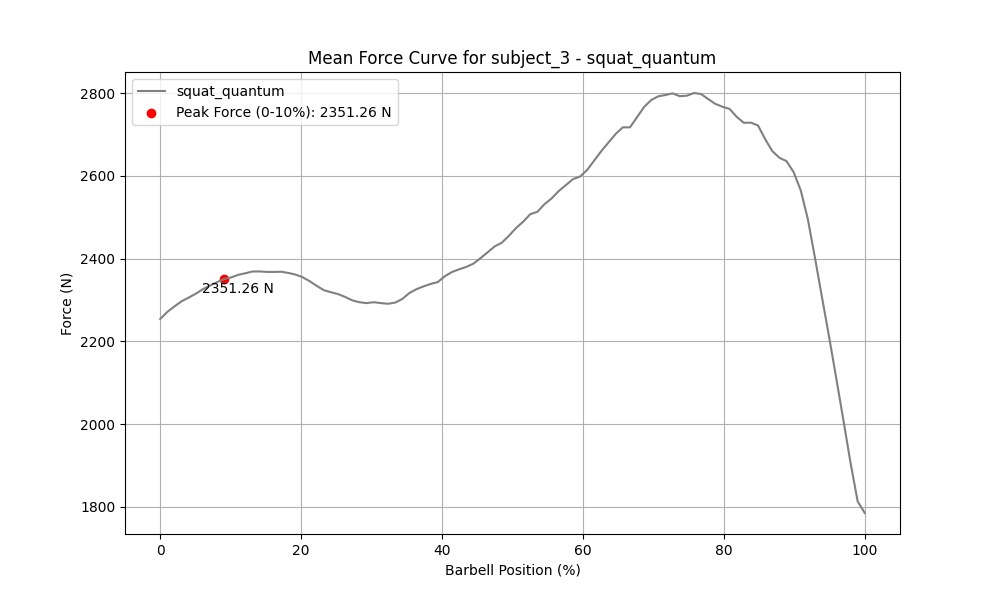 Mean Force Curve for subject_3 - squat_quantum
squat_quantum
Peak Force (0-10%): 2351.26 N
2800
2600
2400
2200
2000
1800
Force (N)
2351.26 N
0 20 40 60 80 100
Barbell Position (%)